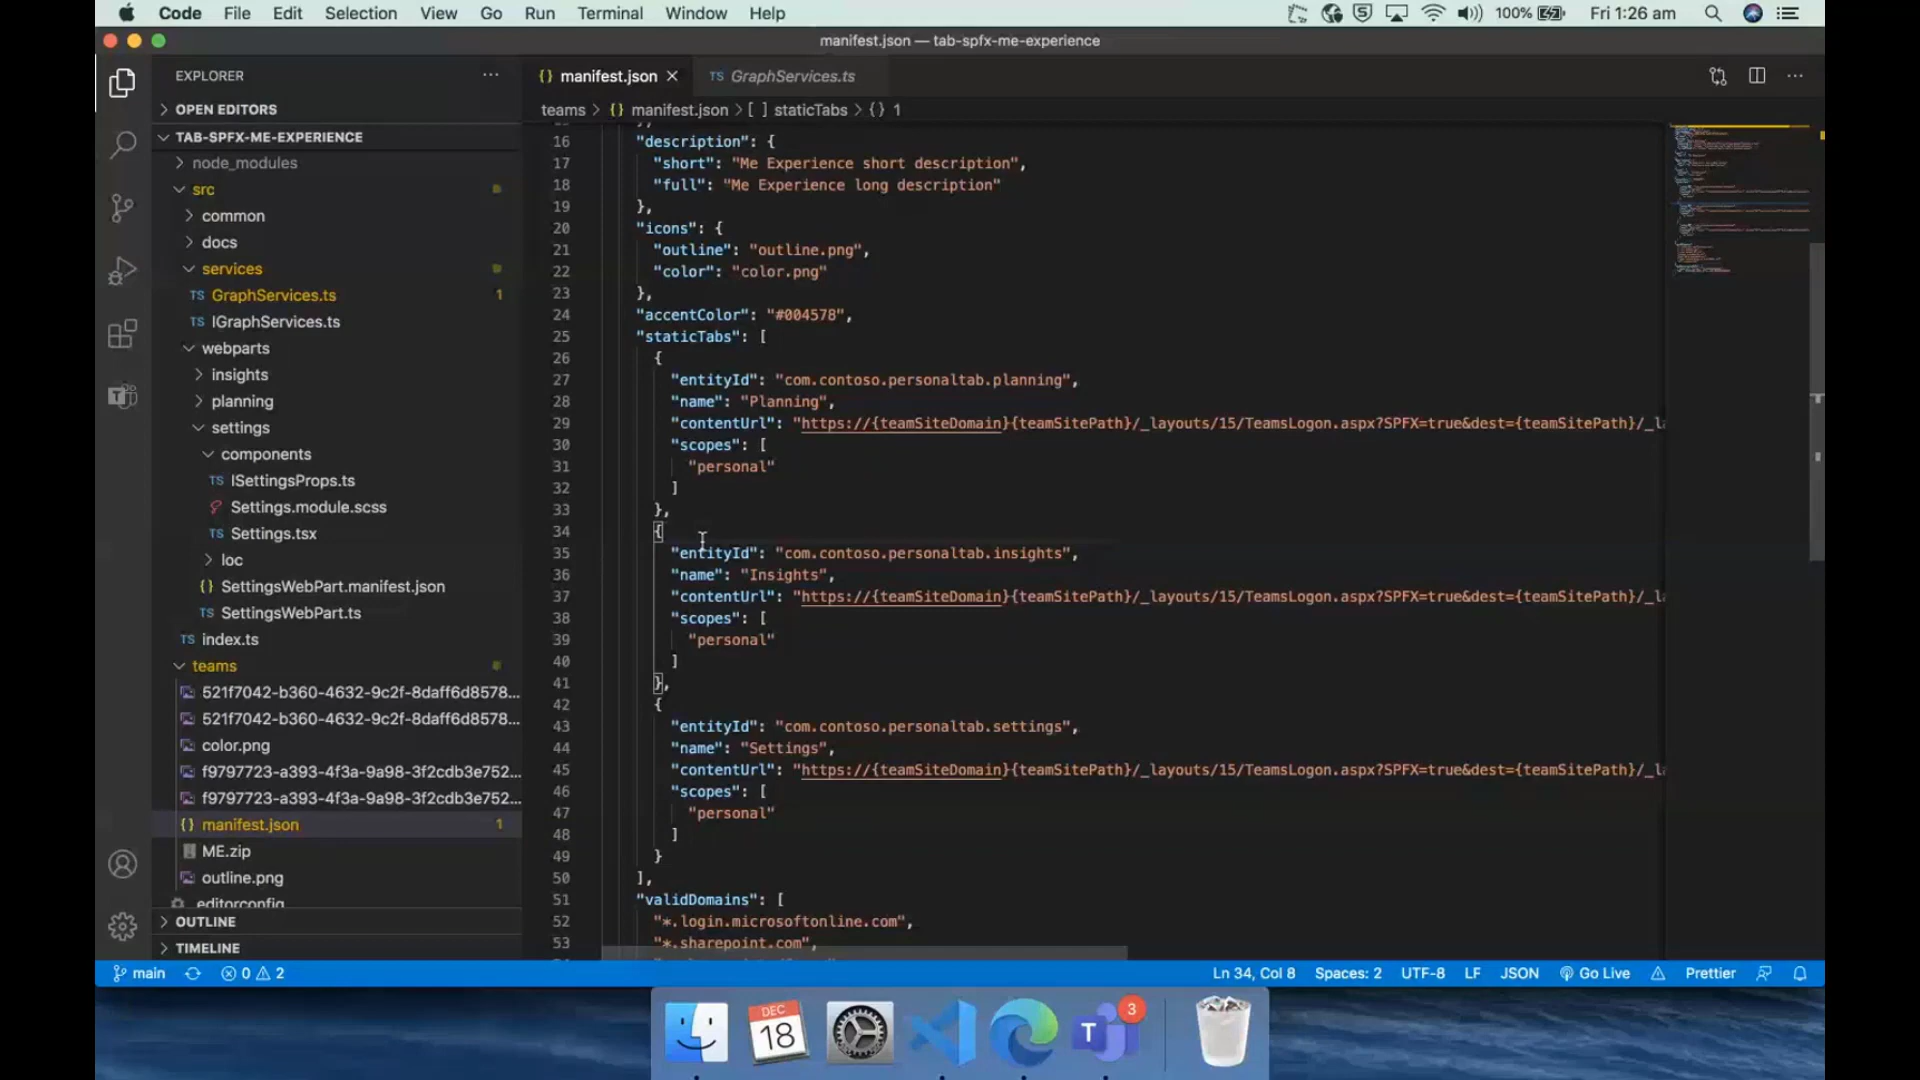 Code File Edit Selection View Go Run Terminal Window Help 100% Fri 1:26 am
manifest.json — tab-spfx-me-experience
EXPLORER
OPEN EDITORS
TAB-SPFX-ME-EXPERIENCE
node_modules
src
common
docs
services
TS GraphServices.ts 1
TS IGraphServices.ts
webparts
insights
planning
settings
components
TS ISettingsProps.ts
Settings.module.scss
TS Settings.tsx
loc
{} SettingsWebPart.manifest.json
TS SettingsWebPart.ts
TS index.ts
teams
521f7042-b360-4632-9c2f-8daff6d8578...
521f7042-b360-4632-9c2f-8daff6d8578...
color.png
f9797723-a393-4f3a-9a98-3f2cdb3e752...
f9797723-a393-4f3a-9a98-3f2cdb3e752...
{} manifest.json 1
ME.zip
outline.png
.editorconfig
OUTLINE
TIMELINE
{} manifest.json TS GraphServices.ts
teams > {} manifest.json > [ ] staticTabs > {} 1
16 "description": {
17 "short": "Me Experience short description",
18 "full": "Me Experience long description"
19 },
20 "icons": {
21 "outline": "outline.png",
22 "color": "color.png"
23 },
24 "accentColor": "#004578",
25 "staticTabs": [
26 {
27 "entityId": "com.contoso.personaltab.planning",
28 "name": "Planning",
29 "contentUrl": "https://{teamSiteDomain}{teamSitePath}/_layouts/15/TeamsLogon.aspx?SPFX=true&dest={teamSitePath}/_la
30 "scopes": [
31 "personal"
32 ]
33 },
34 {
35 "entityId": "com.contoso.personaltab.insights",
36 "name": "Insights",
37 "contentUrl": "https://{teamSiteDomain}{teamSitePath}/_layouts/15/TeamsLogon.aspx?SPFX=true&dest={teamSitePath}/_la
38 "scopes": [
39 "personal"
40 ]
41 },
42 {
43 "entityId": "com.contoso.personaltab.settings",
44 "name": "Settings",
45 "contentUrl": "https://{teamSiteDomain}{teamSitePath}/_layouts/15/TeamsLogon.aspx?SPFX=true&dest={teamSitePath}/_la
46 "scopes": [
47 "personal"
48 ]
49 }
50 ],
51 "validDomains": [
52 "*.login.microsoftonline.com",
53 "*.sharepoint.com",
main 0 2 Ln 34, Col 8 Spaces: 2 UTF-8 LF JSON Go Live Prettier
DEC
18
T
3